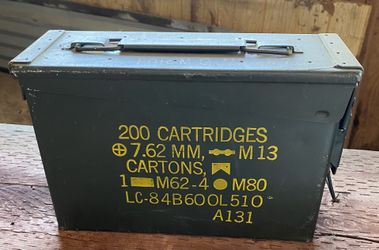 200 CARTRIDGES
7.62 MM, M13
CARTONS,
1 M62-4 M80
LC-84B600L510
A131